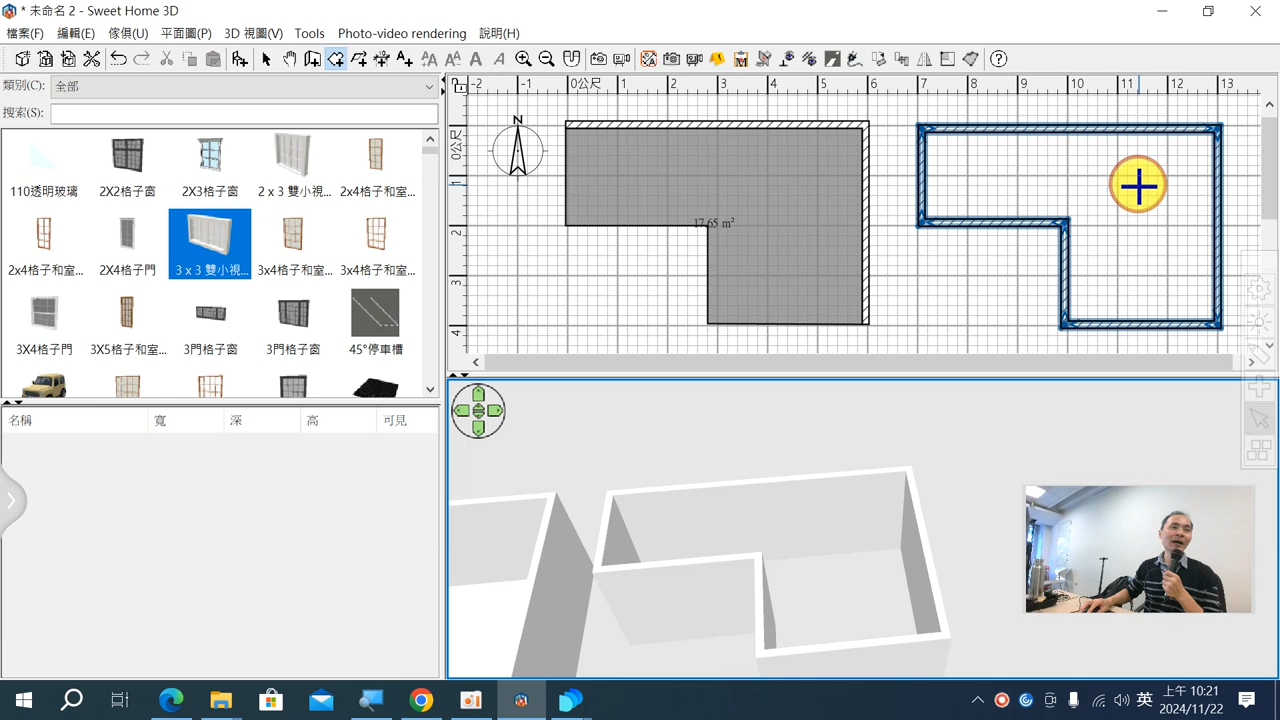 * 未命名 2 - Sweet Home 3D
檔案(F) 編輯(E) 傢俱(U) 平面圖(P) 3D 視圖(V) Tools Photo-video rendering 說明(H)
類別(C): 全部
搜索(S):
110透明玻璃 2X2格子窗 2X3格子窗 2 x 3 雙小視... 2x4格子和室...
2x4格子和室... 2X4格子門 3 x 3 雙小視... 3x4格子和室... 3x4格子和室...
3X4格子門 3X5格子和室... 3門格子窗 3門格子窗 45°停車槽
名稱 寬 深 高 可見
-2 -1 0公尺 1 2 3 4 5 6 7 8 9 10 11 12 13
0公尺
1
2
3
4
N
17.65 m²
英
上午 10:21
2024/11/22